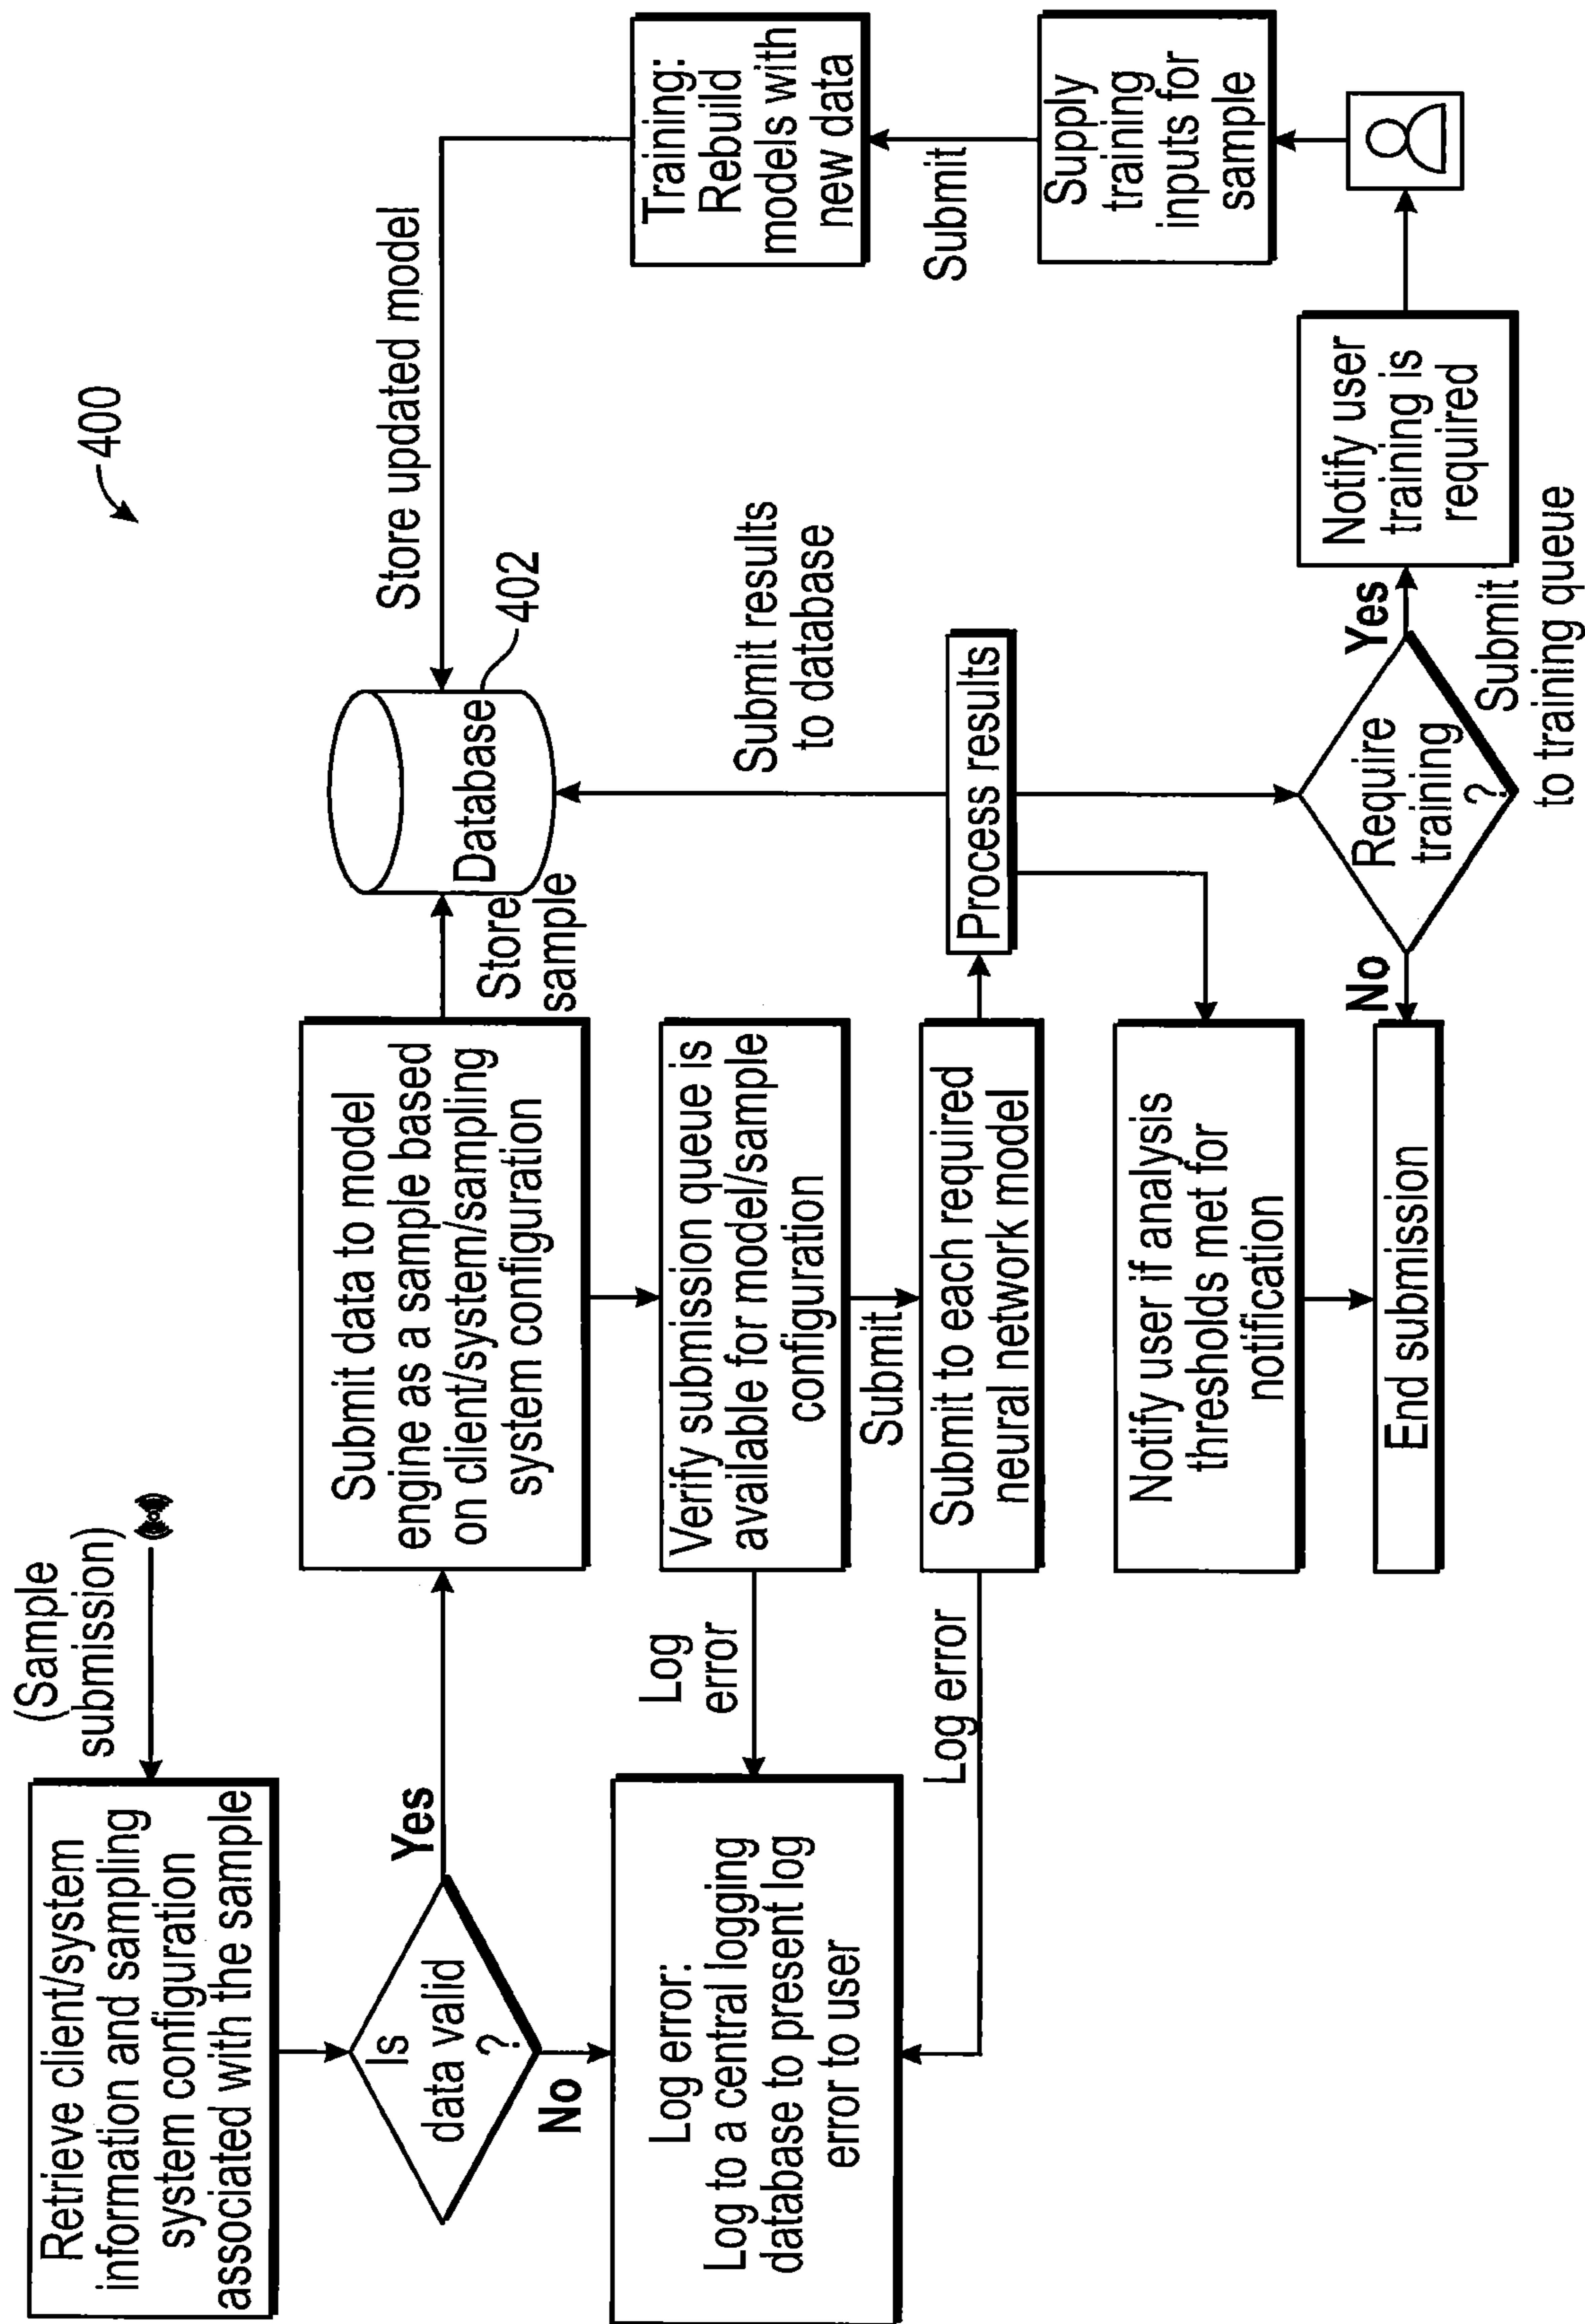 400
(Sample
submission)
Retrieve client/system
information and sampling
system configuration
associated with the sample
Is
data valid
?
Yes
No
Log error:
Log to a central logging
database to present log
error to user
Submit data to model
engine as a sample based
on client/system/sampling
system configuration
Store
sample
Database
402
Store updated model
Verify submission queue is
available for model/sample
configuration
Log
error
Submit
Submit to each required
neural network model
Log error
Process results
Submit results
to database
Notify user if analysis
thresholds met for
notification
End submission
Require
training
?
No
Yes
Submit
to training queue
Notify user
training is
required
Supply
training
inputs for
sample
Submit
Training:
Rebuild
models with
new data